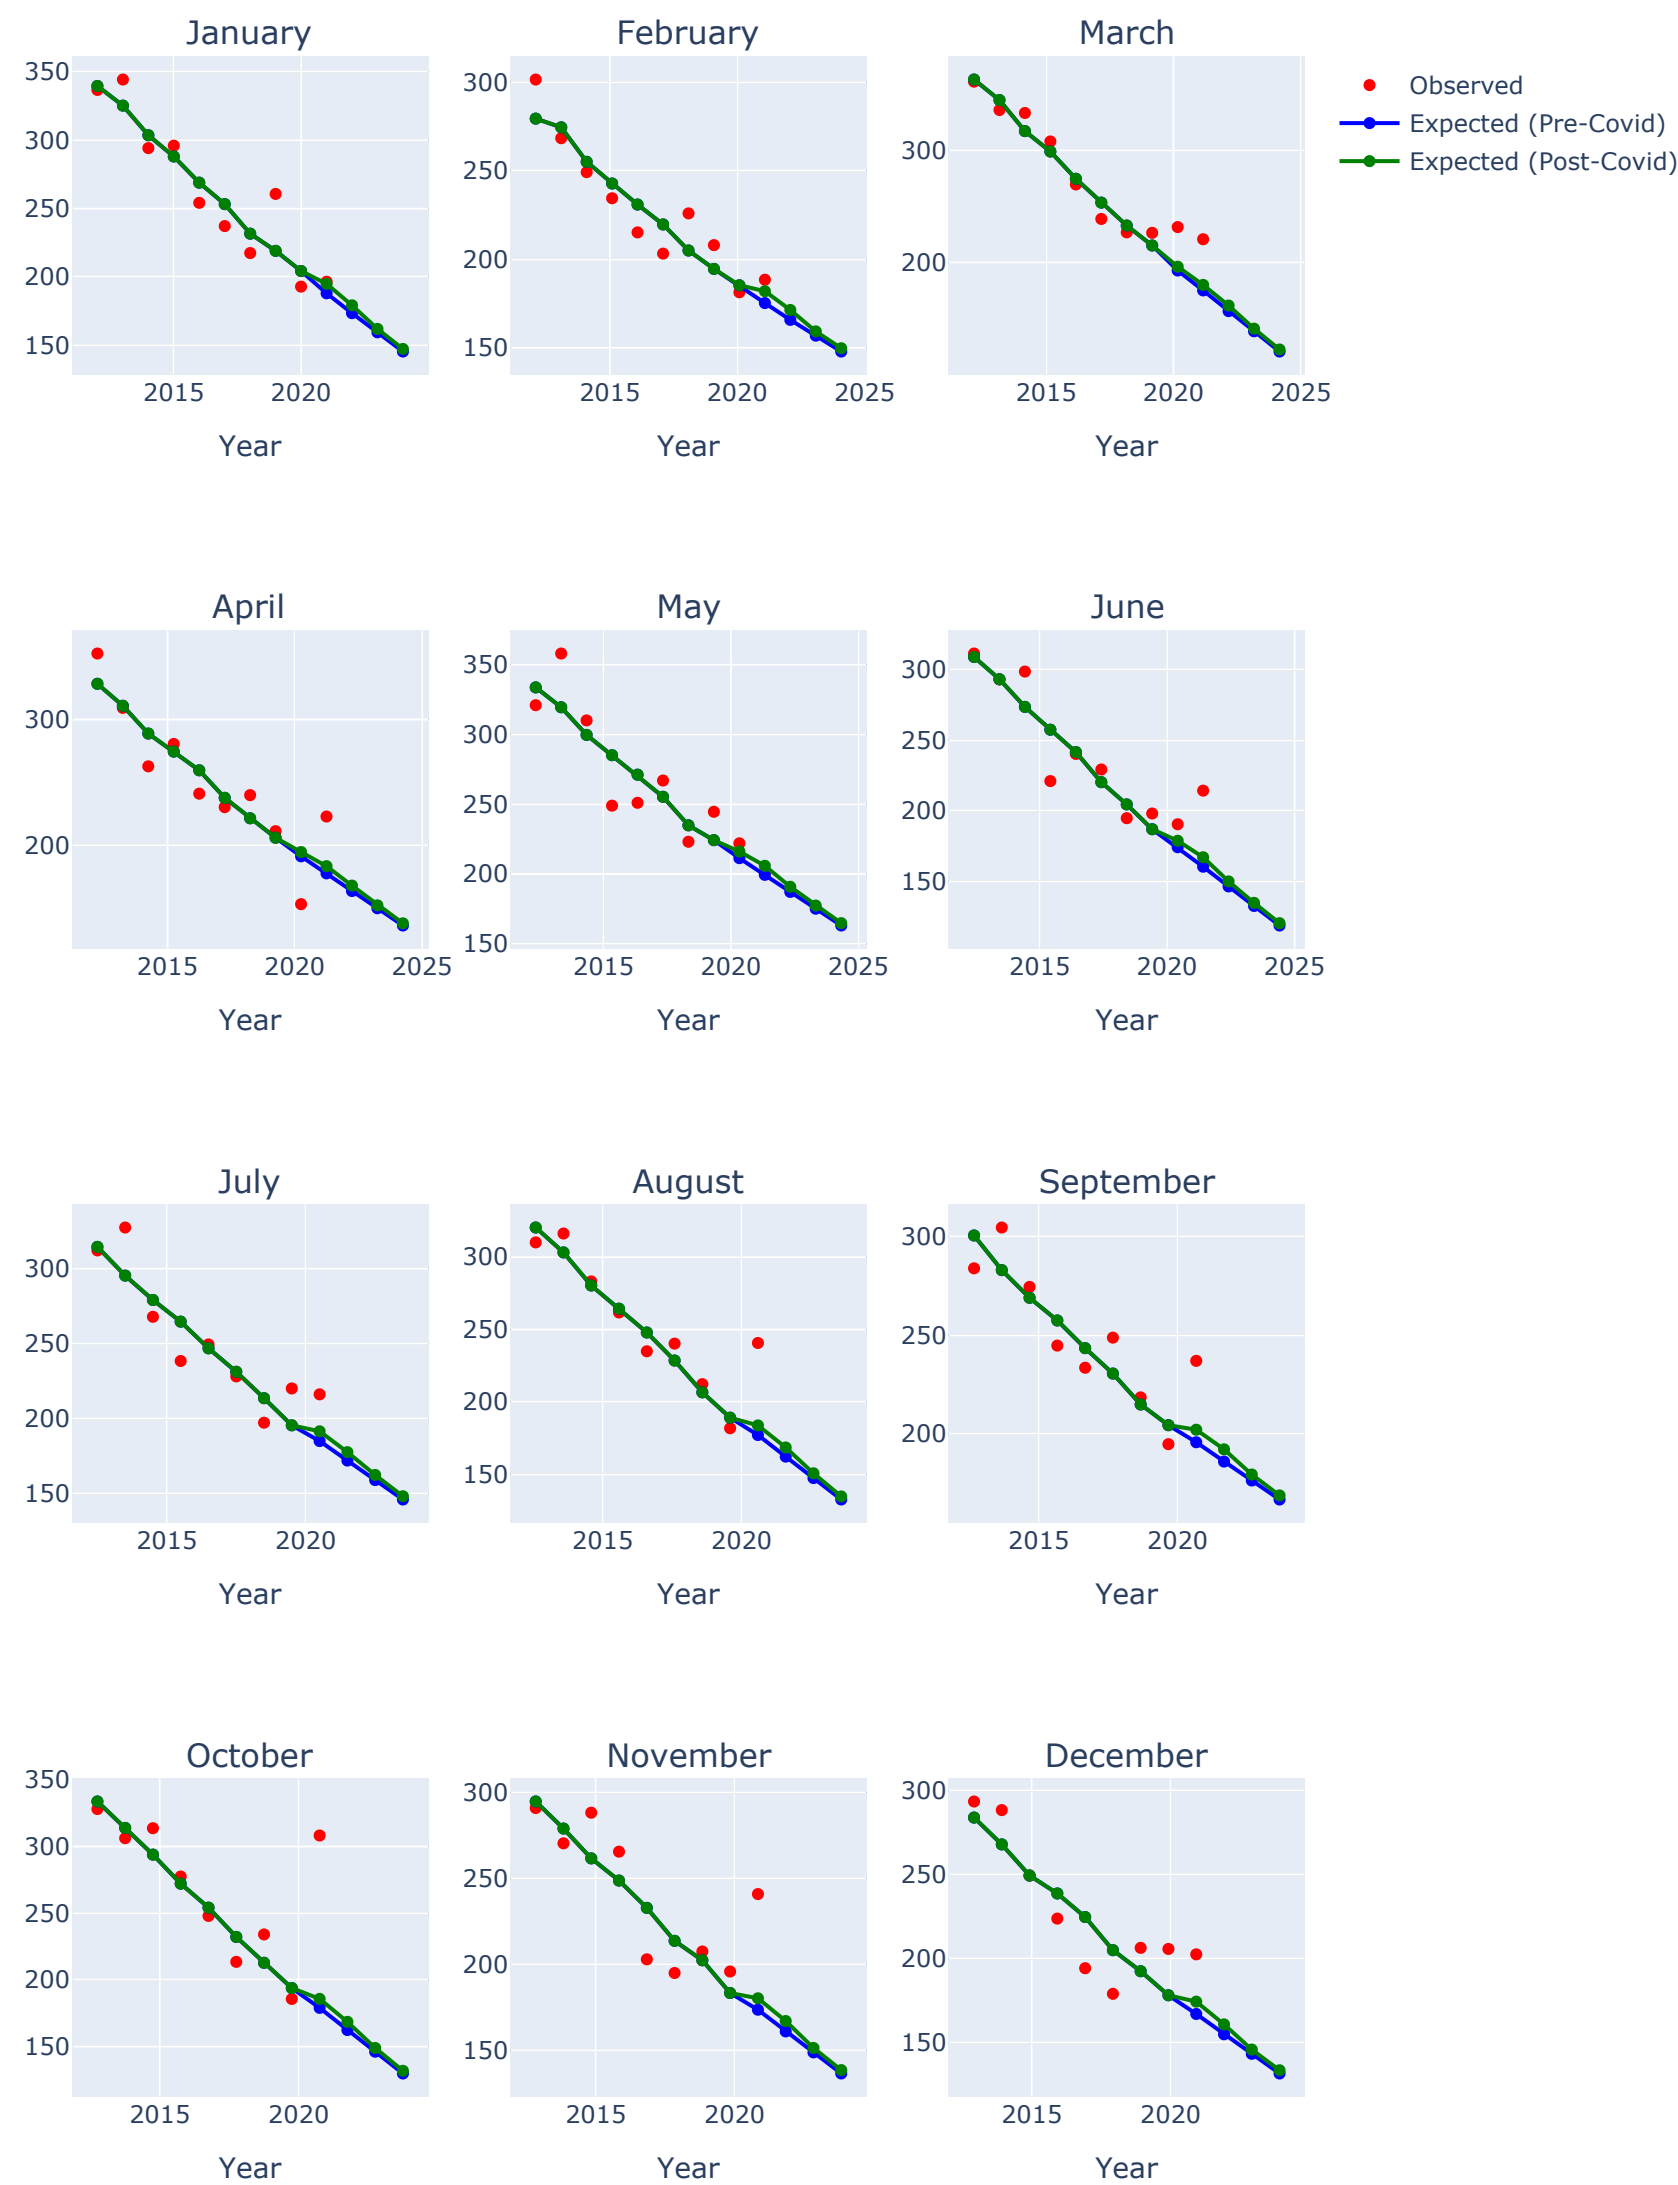 January
February
March
Observed
Expected (Pre-Covid)
Expected (Post-Covid)
350
300
250
200
150
2015
2020
Year
300
250
200
150
2015
2020
2025
Year
300
200
2015
2020
2025
Year
April
May
June
300
200
2015
2020
2025
Year
350
300
250
200
150
2015
2020
2025
Year
300
250
200
150
2015
2020
2025
Year
July
August
September
300
250
200
150
2015
2020
Year
300
250
200
150
2015
2020
Year
300
250
200
2015
2020
Year
October
November
December
350
300
250
200
150
2015
2020
Year
300
250
200
150
2015
2020
Year
300
250
200
150
2015
2020
Year